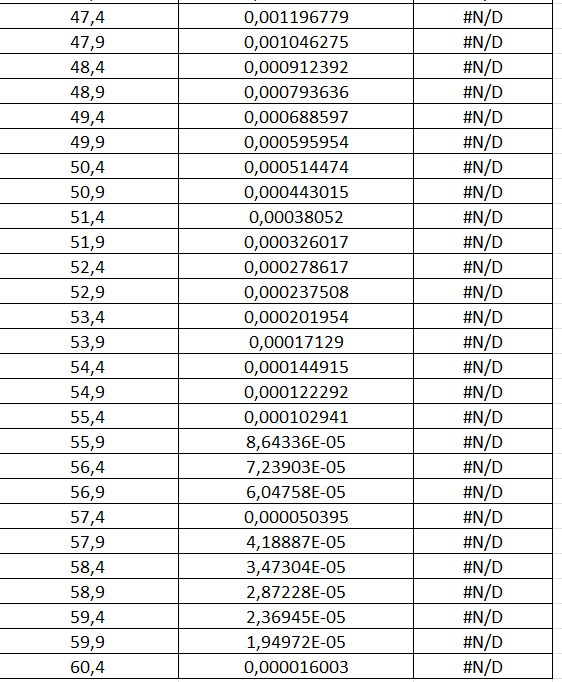 47,4 0,001196779 #N/D
47,9 0,001046275 #N/D
48,4 0,000912392 #N/D
48,9 0,000793636 #N/D
49,4 0,000688597 #N/D
49,9 0,000595954 #N/D
50,4 0,000514474 #N/D
50,9 0,000443015 #N/D
51,4 0,00038052 #N/D
51,9 0,000326017 #N/D
52,4 0,000278617 #N/D
52,9 0,000237508 #N/D
53,4 0,000201954 #N/D
53,9 0,00017129 #N/D
54,4 0,000144915 #N/D
54,9 0,000122292 #N/D
55,4 0,000102941 #N/D
55,9 8,64336E-05 #N/D
56,4 7,23903E-05 #N/D
56,9 6,04758E-05 #N/D
57,4 0,000050395 #N/D
57,9 4,18887E-05 #N/D
58,4 3,47304E-05 #N/D
58,9 2,87228E-05 #N/D
59,4 2,36945E-05 #N/D
59,9 1,94972E-05 #N/D
60,4 0,000016003 #N/D